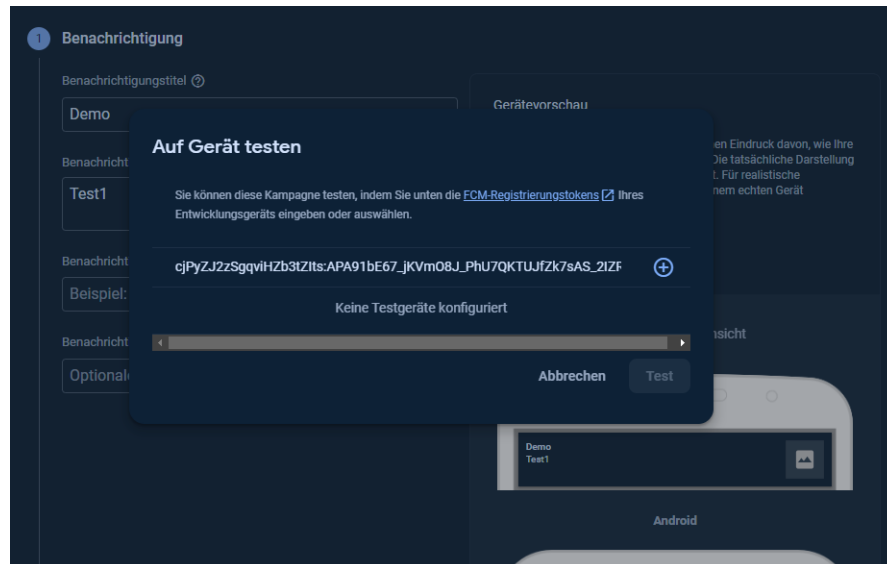 1 Benachrichtigung
Benachrichtigungstitel
Demo
Gerätevorschau
en Eindruck davon, wie Ihre
Die tatsächliche Darstellung
Für realistische
nem echten Gerät
Auf Gerät testen
Benachricht
Test1
Sie können diese Kampagne testen, indem Sie unten die FCM-Registrierungstokens Ihres
Entwicklungsgeräts eingeben oder auswählen.
Benachricht
cjPyZJ2zSgqviHZb3tZIts:APA91bE67_jKVmO8J_PhU7QKTUJfZk7sAS_2IZF
Beispiel:
Keine Testgeräte konfiguriert
Benachricht
nsicht
Optional
Abbrechen
Test
Demo
Test1
Android